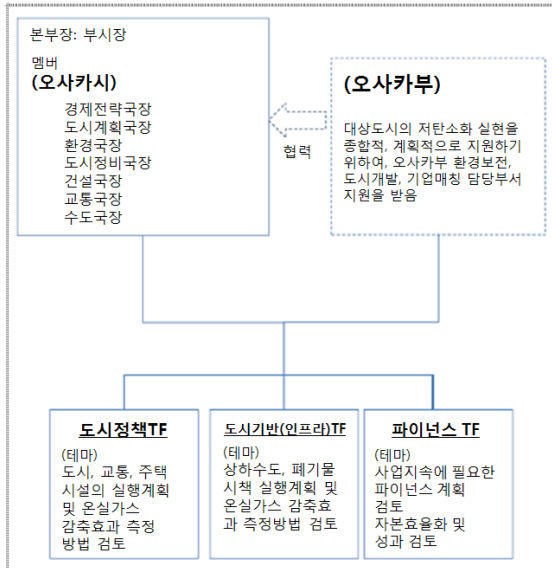 본부장: 부시장
멤버
(오사카시)
경제전략국장
도시계획국장
환경국장
도시정비국장
건설국장
교통국장
수도국장
협력
(오사카부)
대상도시의 저탄소화 실현을
종합적, 계획적으로 지원하기
위하여, 오사카부 환경보전,
도시개발, 기업매칭 담당부서
지원을 받음
도시정책TF
(테마)
도시, 교통, 주택
시설의 실행계획
및 온실가스
감축효과 측정
방법 검토
도시기반(인프라)TF
(테마)
상하수도, 폐기물
시책 실행계획 및
온실가스 감축효
과 측정방법 검토
파이넌스 TF
(테마)
사업지속에 필요한
파이넌스 계획
검토
자본효율화 및
성과 검토